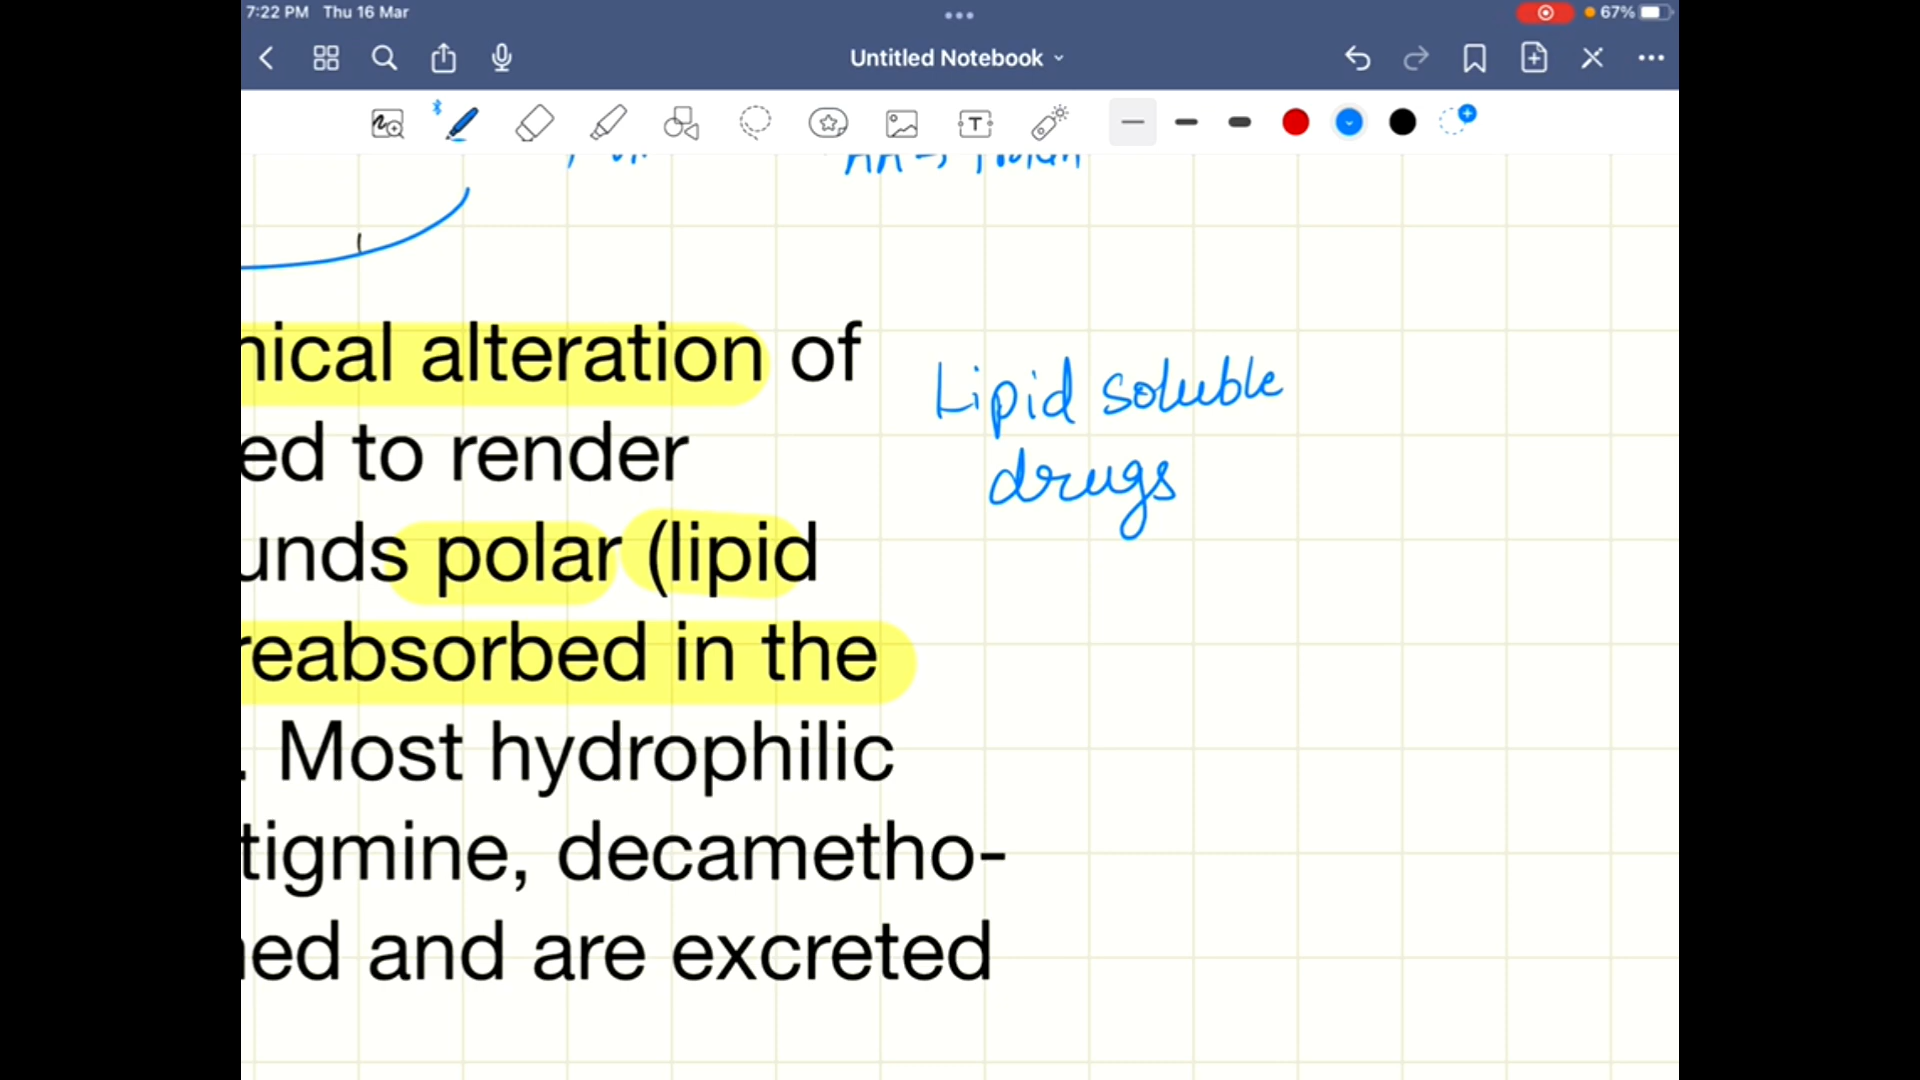 7:22 PM Thu 16 Mar
67%
Untitled Notebook
T
nical alteration of
ed to render
unds polar (lipid
reabsorbed in the
. Most hydrophilic
tigmine, decametho-
ned and are excreted
Lipid soluble
drugs